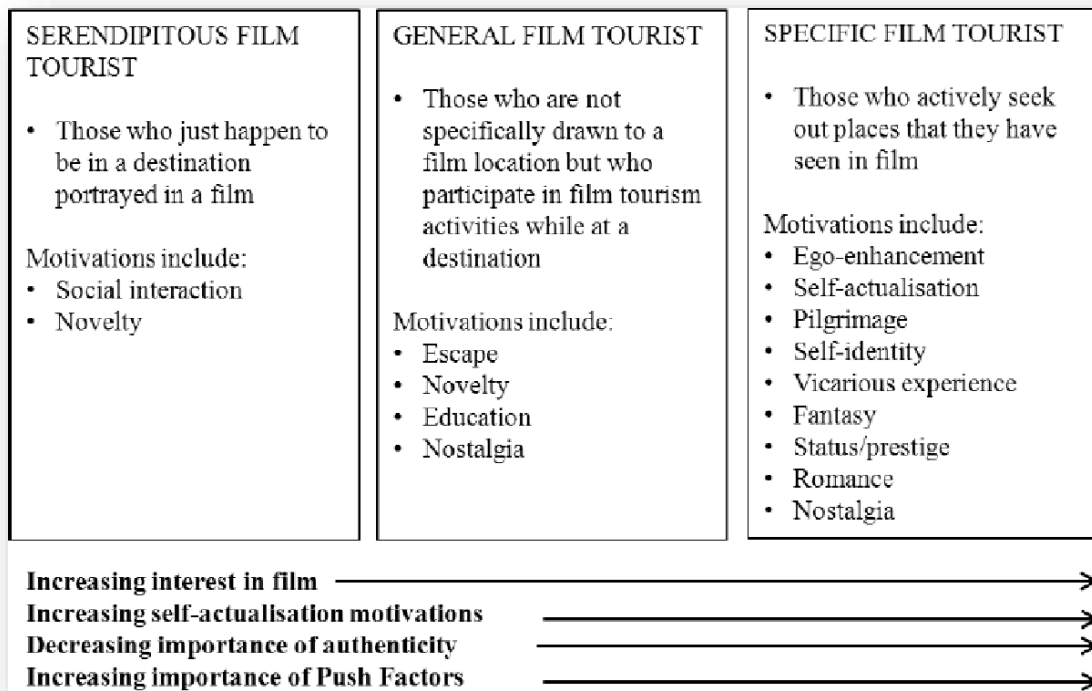 SERENDIPITOUS FILM
TOURIST
• Those who just happen to
be in a destination
portrayed in a film
Motivations include:
• Social interaction
• Novelty
GENERAL FILM TOURIST
• Those who are not
specifically drawn to a
film location but who
participate in film tourism
activities while at a
destination
Motivations include:
• Escape
• Novelty
• Education
• Nostalgia
SPECIFIC FILM TOURIST
• Those who actively seek
out places that they have
seen in film
Motivations include:
• Ego-enhancement
• Self-actualisation
• Pilgrimage
• Self-identity
• Vicarious experience
• Fantasy
• Status/prestige
• Romance
• Nostalgia
Increasing interest in film
Increasing self-actualisation motivations
Decreasing importance of authenticity
Increasing importance of Push Factors